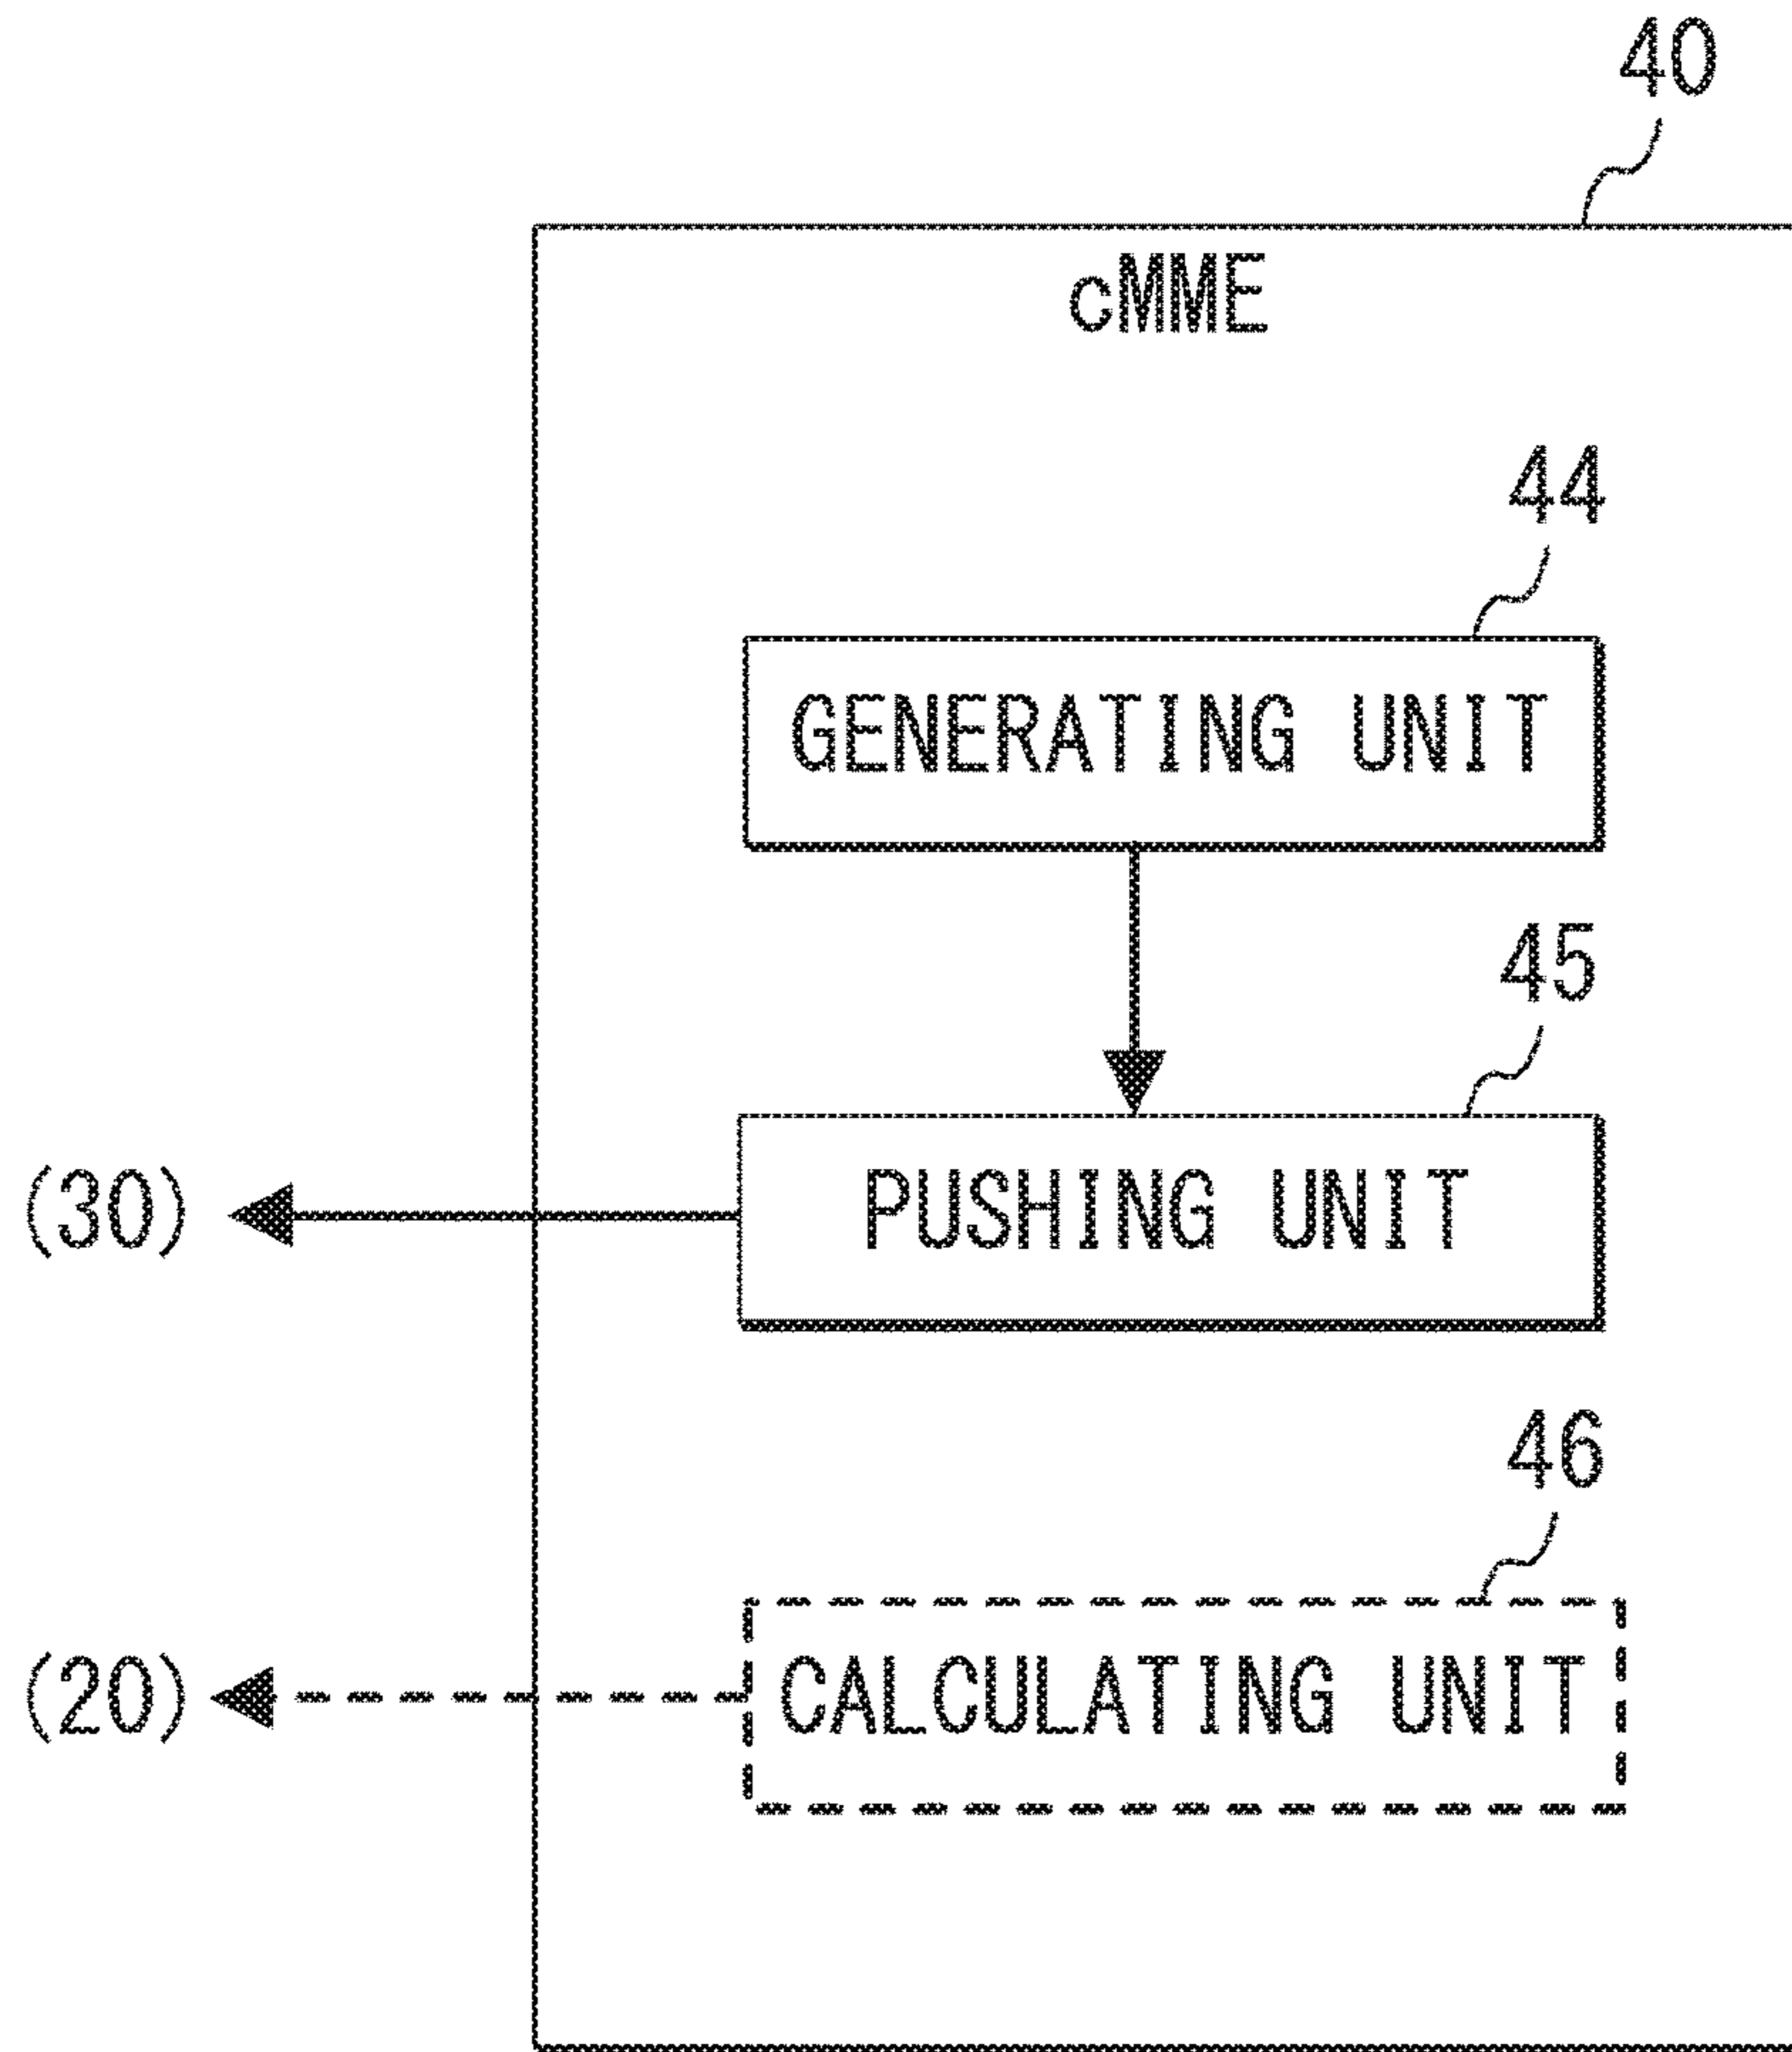 40
cMME
44
GENERATING UNIT
45
(30)
PUSHING UNIT
46
(20)
CALCULATING UNIT